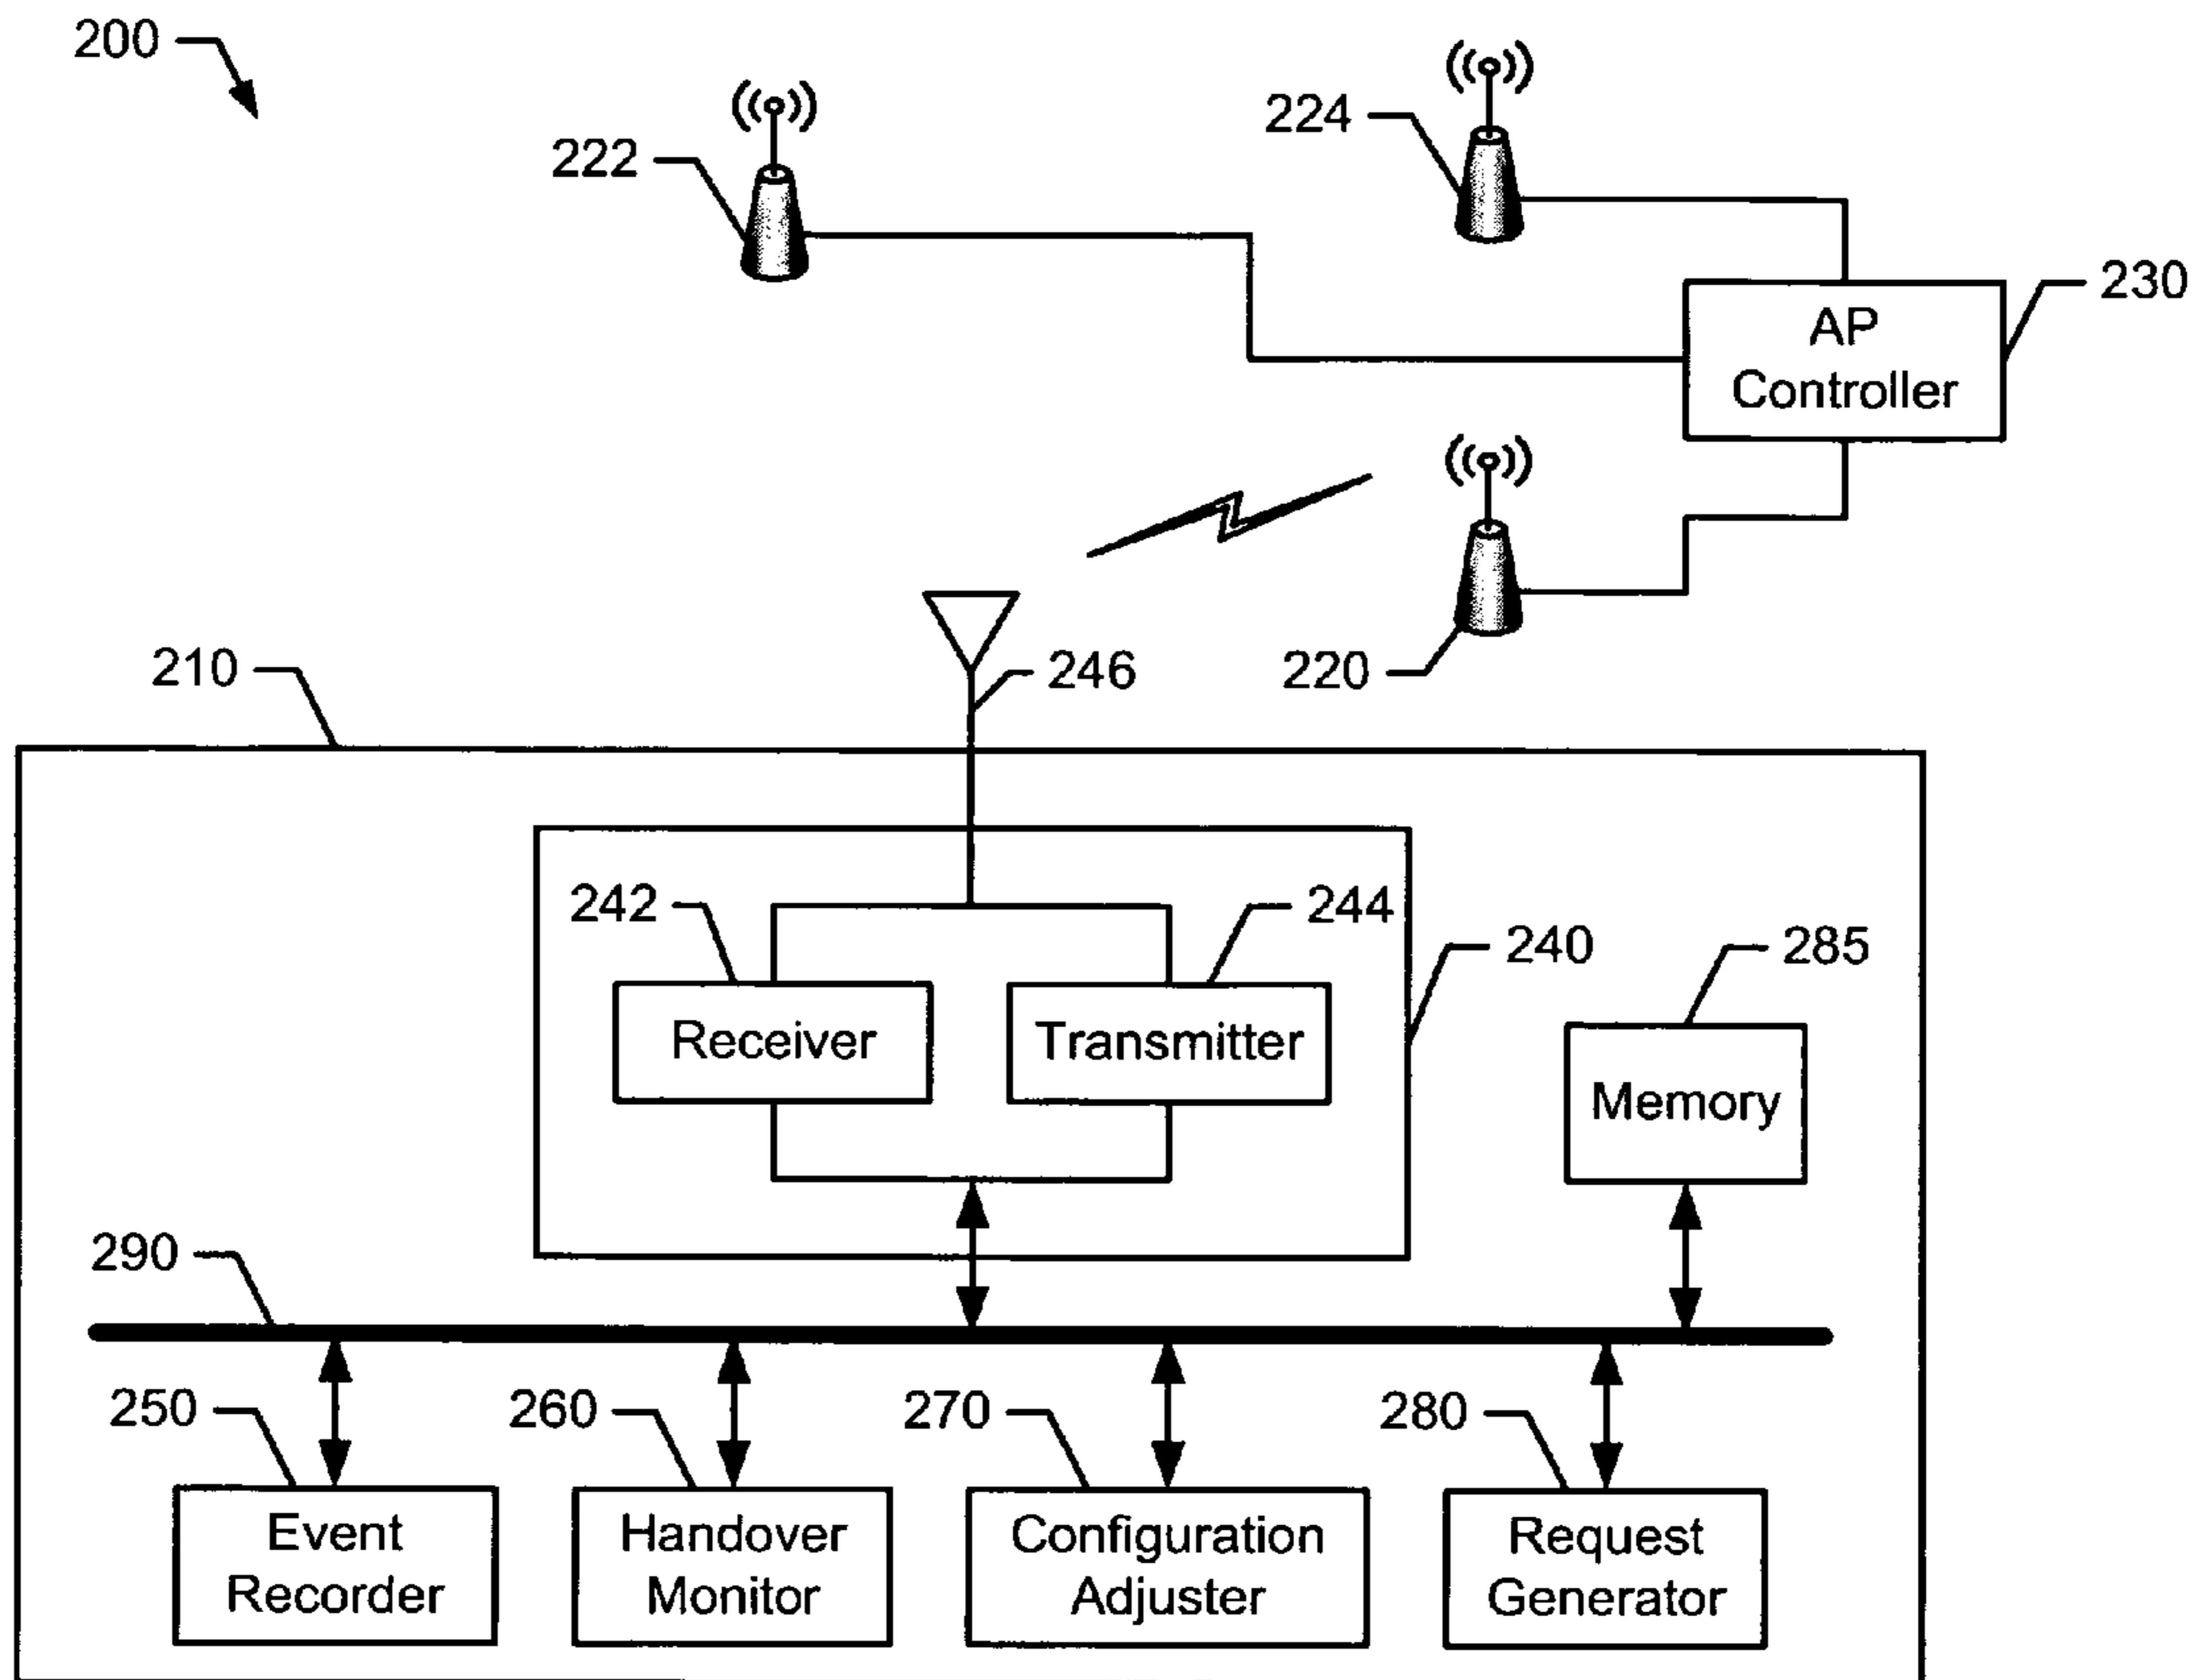 200
222
224
230
AP
Controller
220
246
210
242
244
240
285
Receiver
Transmitter
Memory
290
250
260
270
280
Event
Recorder
Handover
Monitor
Configuration
Adjuster
Request
Generator